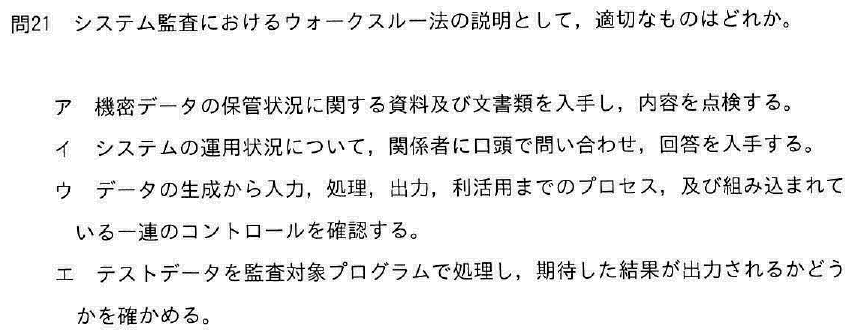 問21 システム監査におけるウォークスルー法の説明として，適切なものはどれか。
ア 機密データの保管状況に関する資料及び文書類を入手し，内容を点検する。
イ システムの運用状況について，関係者に口頭で問い合わせ，回答を入手する。
ウ データの生成から入力，処理，出力，利活用までのプロセス，及び組み込まれて
いる一連のコントロールを確認する。
エ テストデータを監査対象プログラムで処理し，期待した結果が出力されるかどう
かを確かめる。